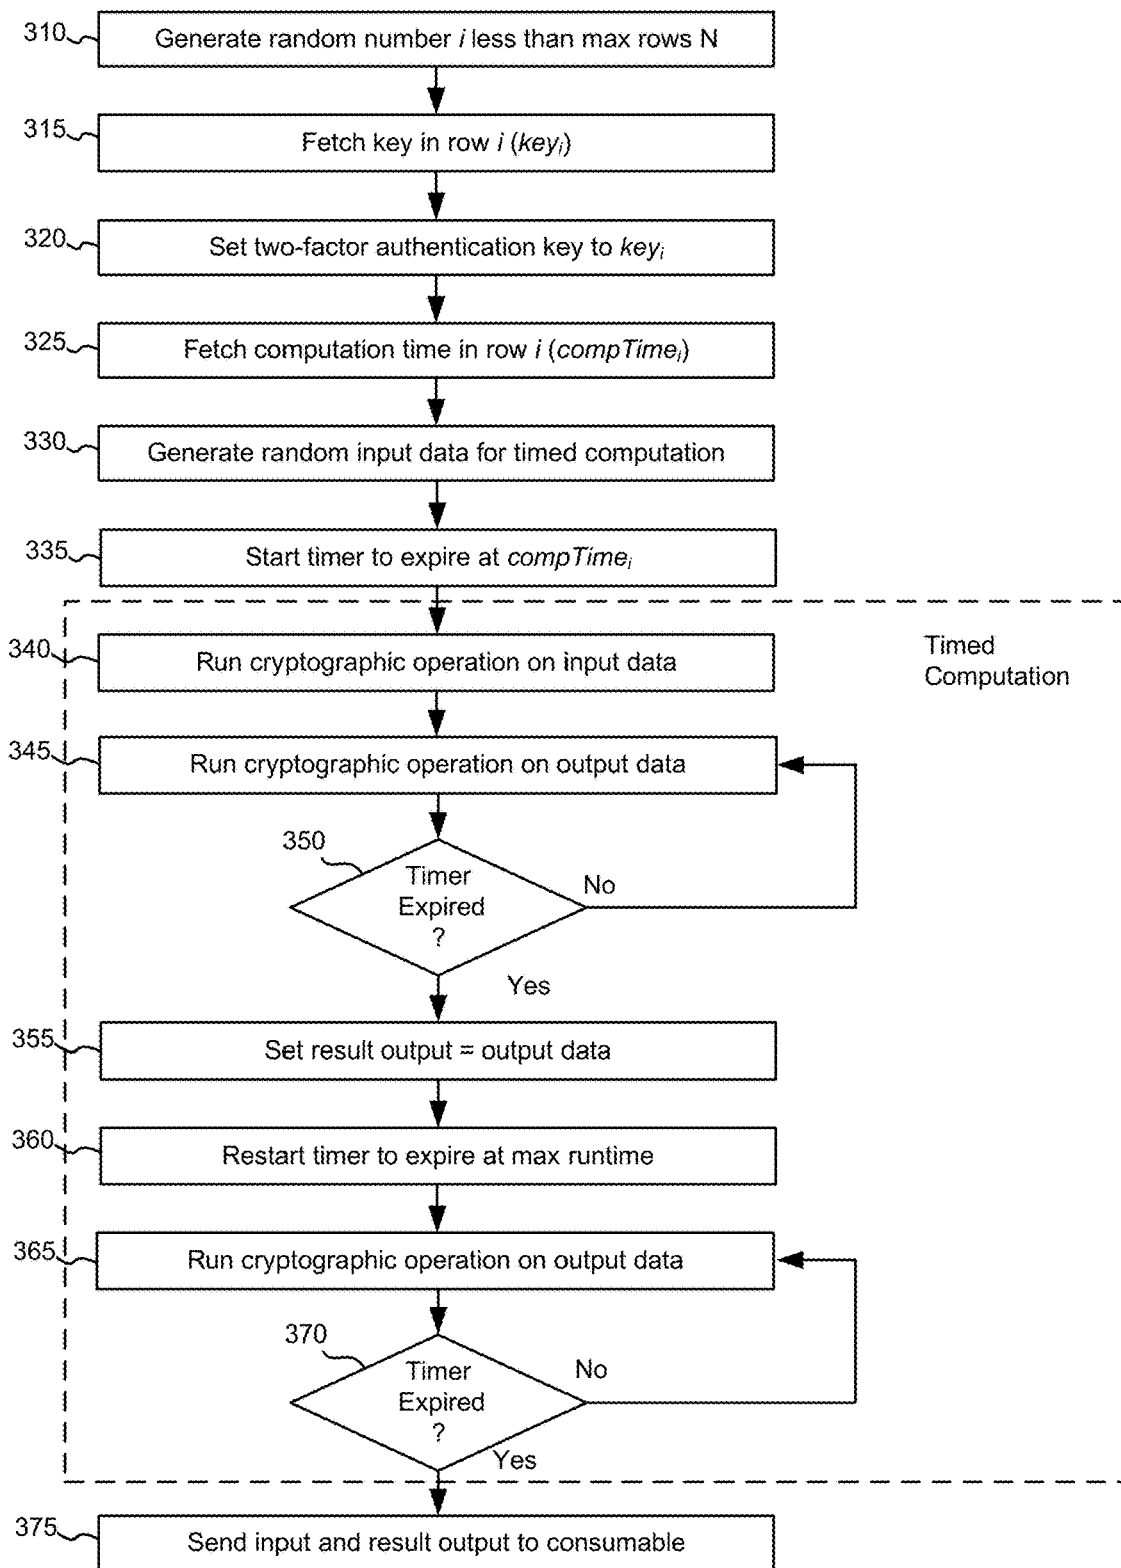 310
Generate random number i less than max rows N
315
Fetch key in row i (keyi)
320
Set two-factor authentication key to keyi
325
Fetch computation time in row i (compTimei)
330
Generate random input data for timed computation
335
Start timer to expire at compTimei
340
Run cryptographic operation on input data
Timed
Computation
345
Run cryptographic operation on output data
350
Timer
Expired
?
No
Yes
355
Set result output = output data
360
Restart timer to expire at max runtime
365
Run cryptographic operation on output data
370
Timer
Expired
?
No
Yes
375
Send input and result output to consumable